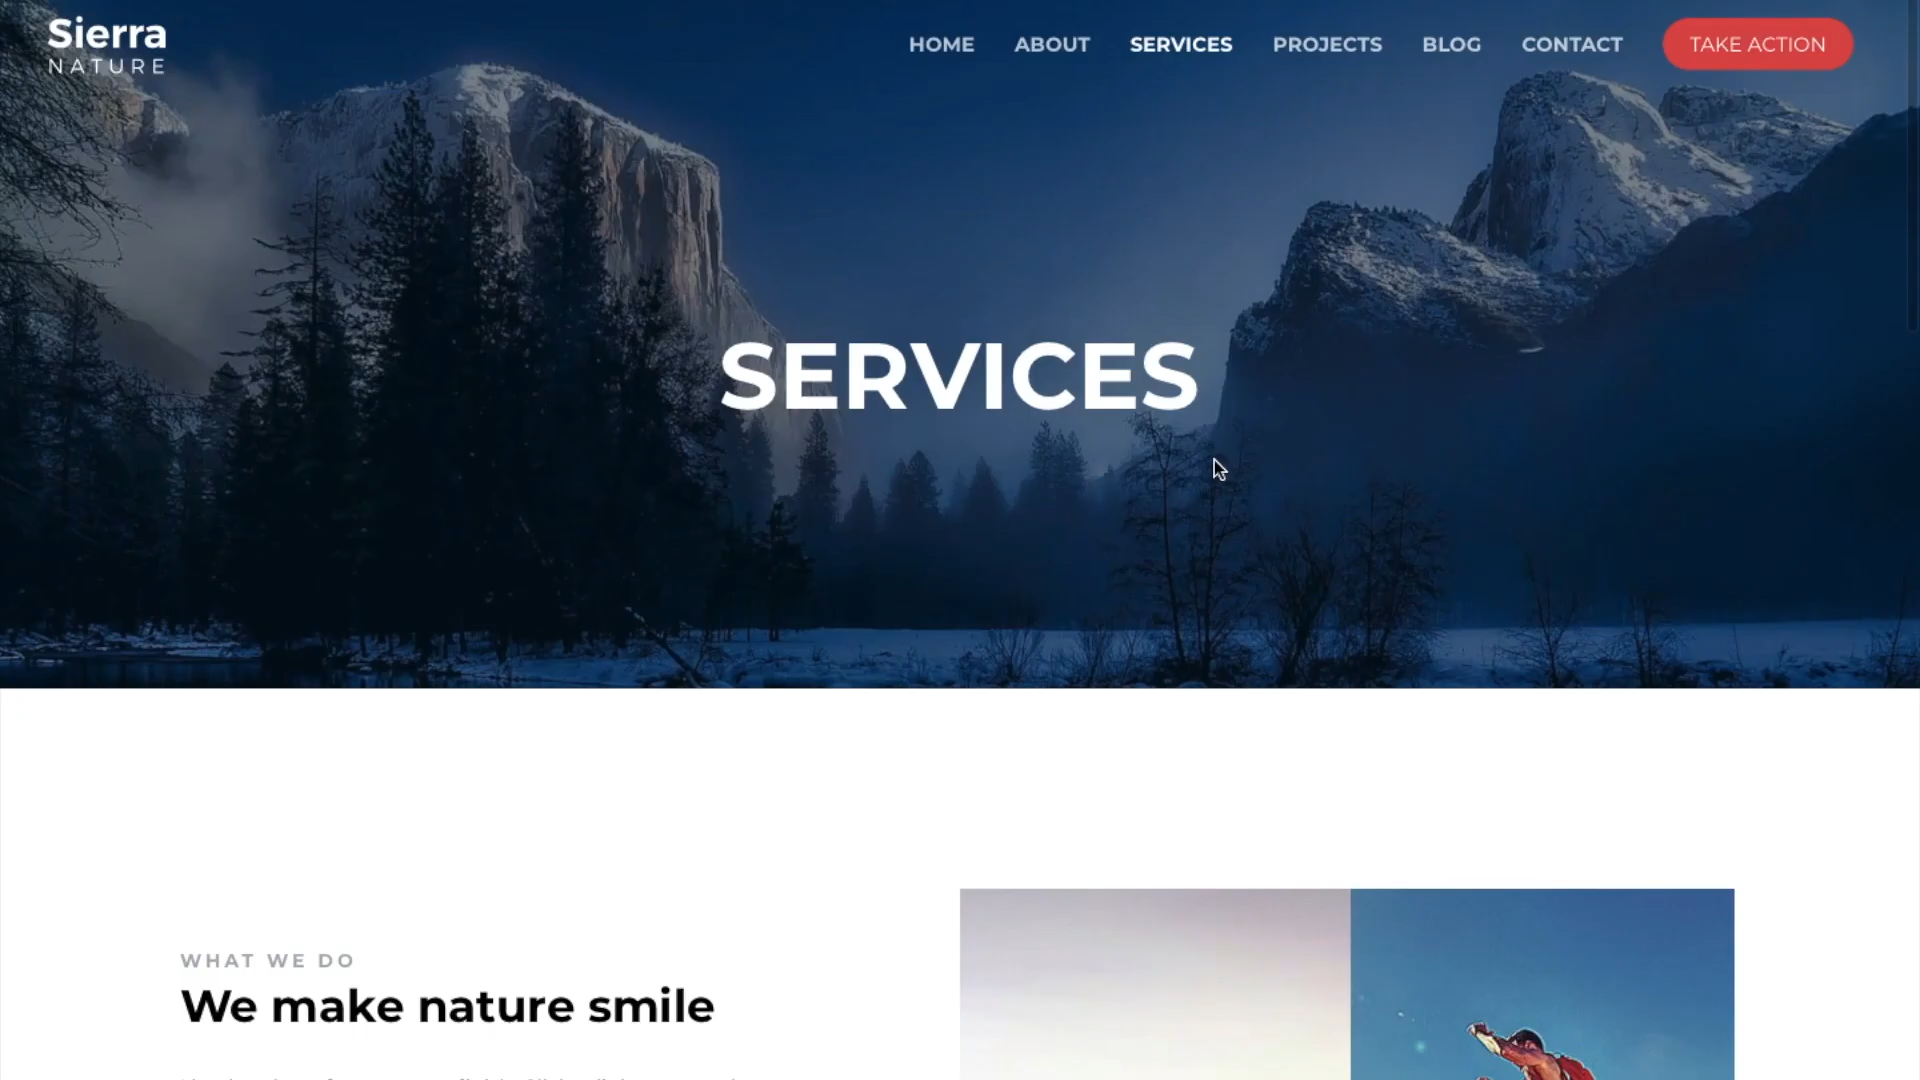 Sierra
NATURE
HOME ABOUT SERVICES PROJECTS BLOG CONTACT TAKE ACTION
SERVICES
WHAT WE DO
We make nature smile